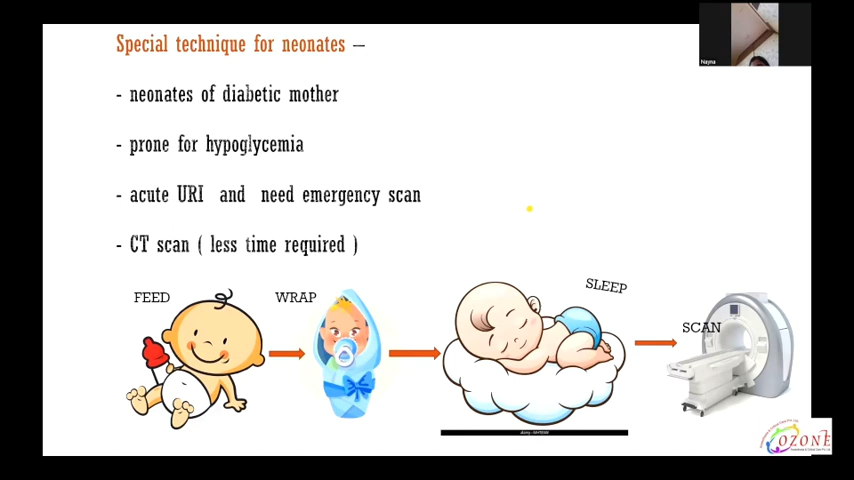 Special technique for neonates –
Nayna
- neonates of diabetic mother
- prone for hypoglycemia
- acute URI and need emergency scan
- CT scan ( less time required )
FEED
WRAP
SLEEP
SCAN
OZONE